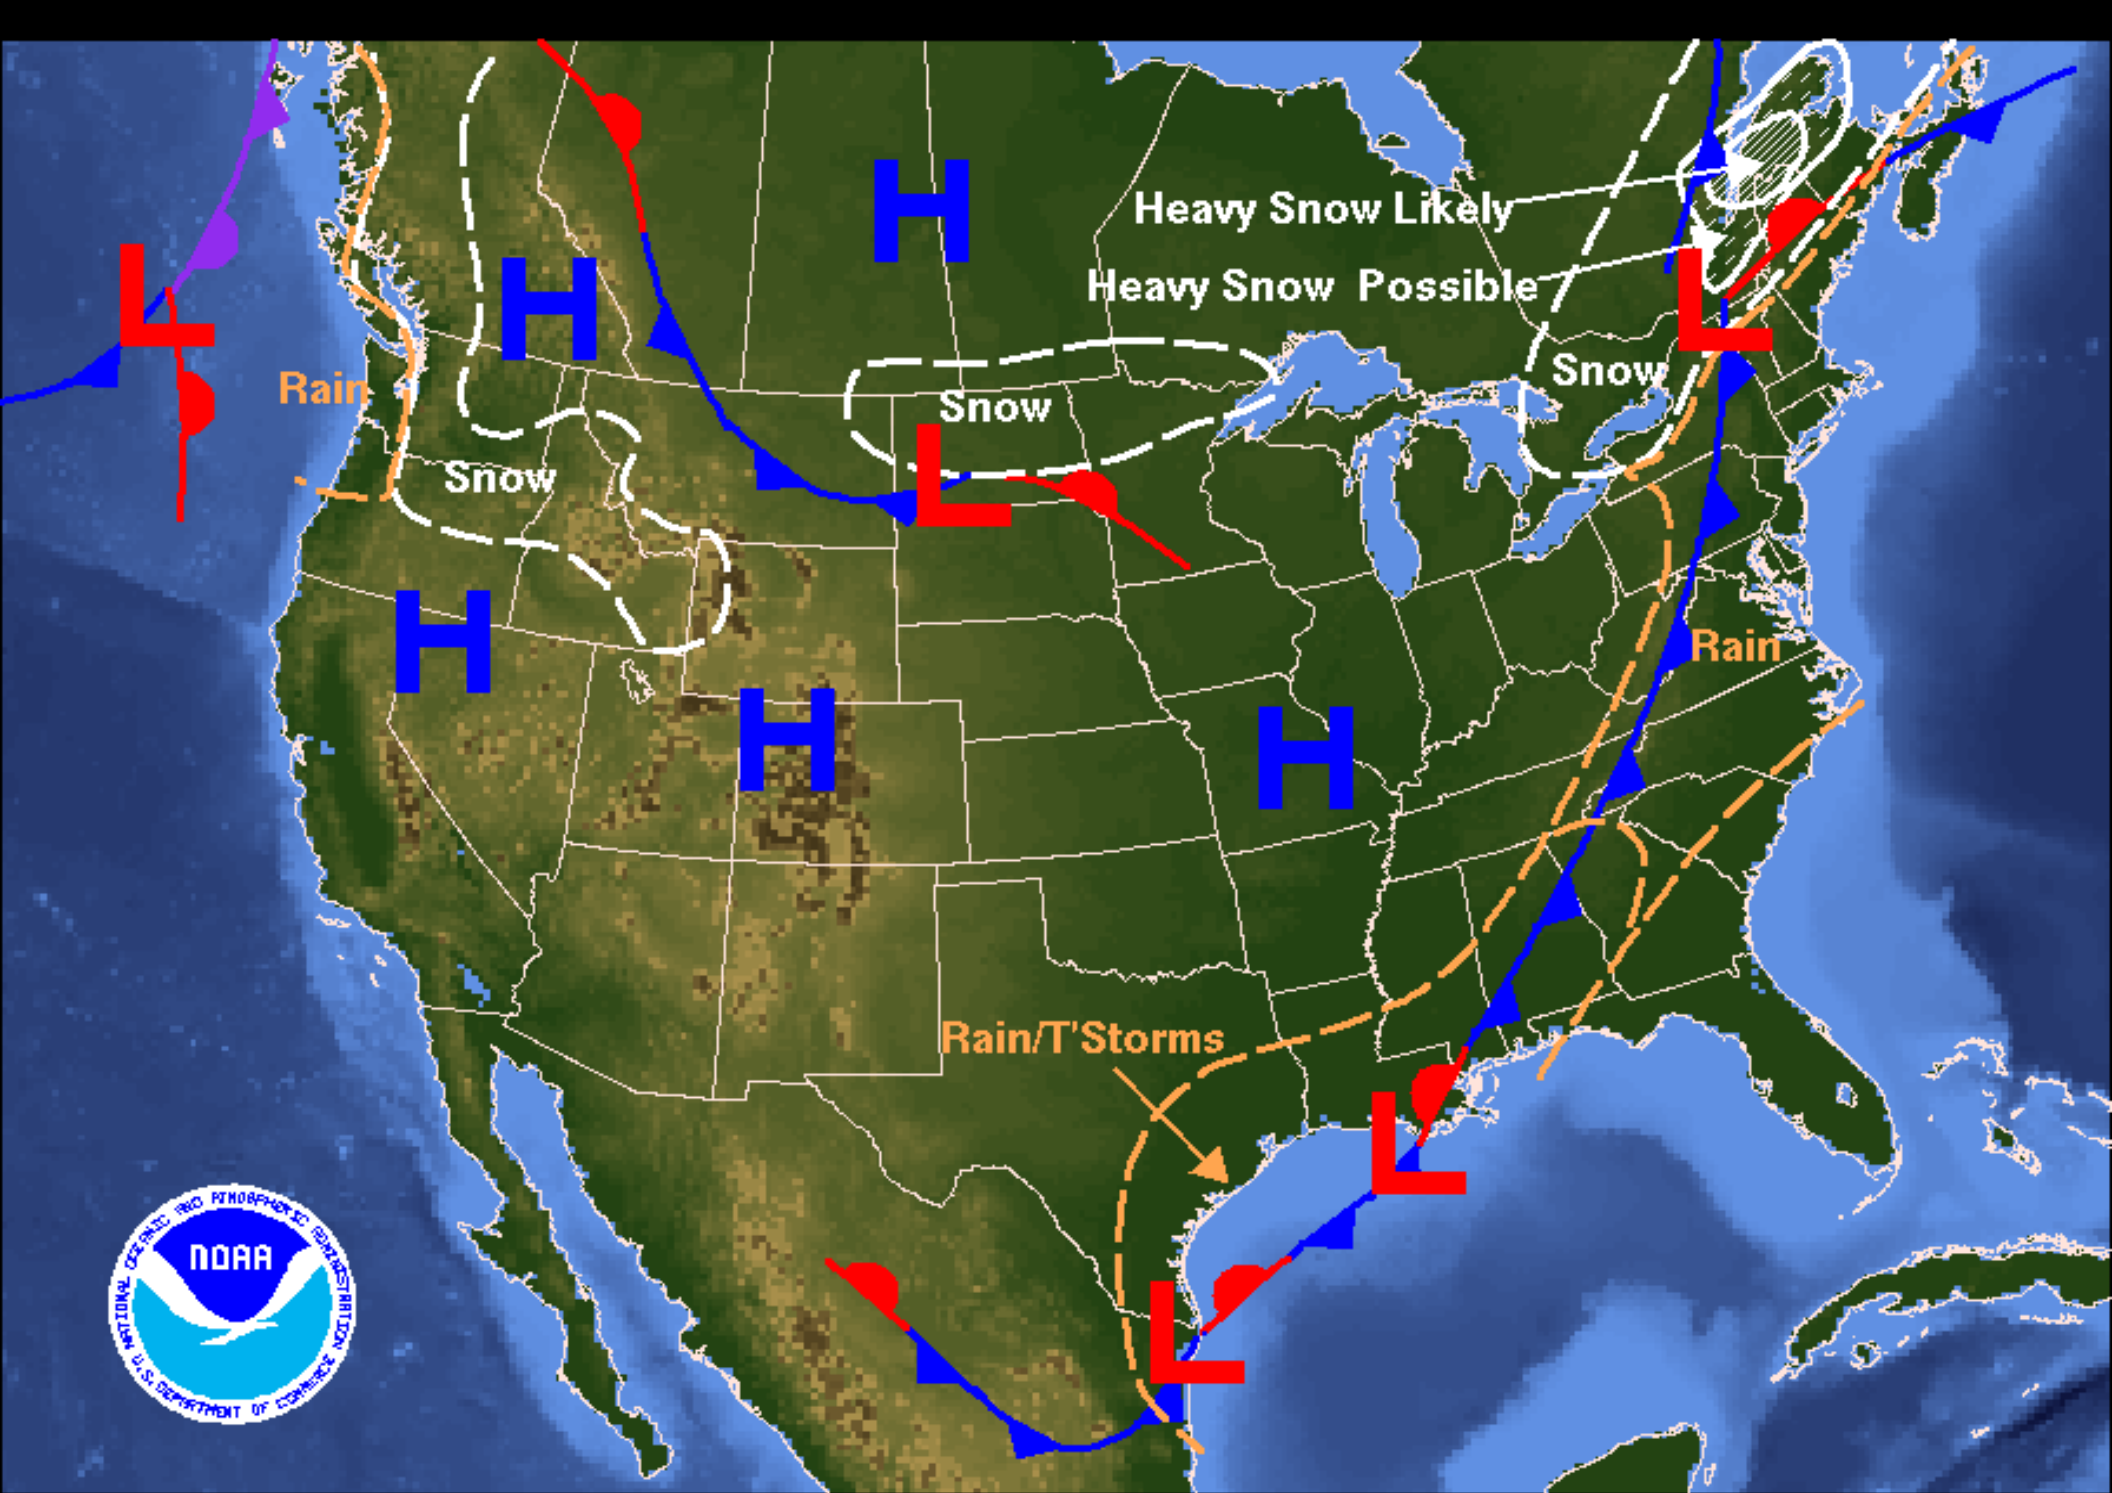 H
Heavy Snow Likely
L
H
Heavy Snow  Possible
L
Rain
Snow
Snow
Snow
L
H
Rain
H
H
Rain/T'Storms
L
NATIONAL OCEANIC AND ATMOSPHERIC ADMINISTRATION
NOAA
U.S. DEPARTMENT OF COMMERCE
L